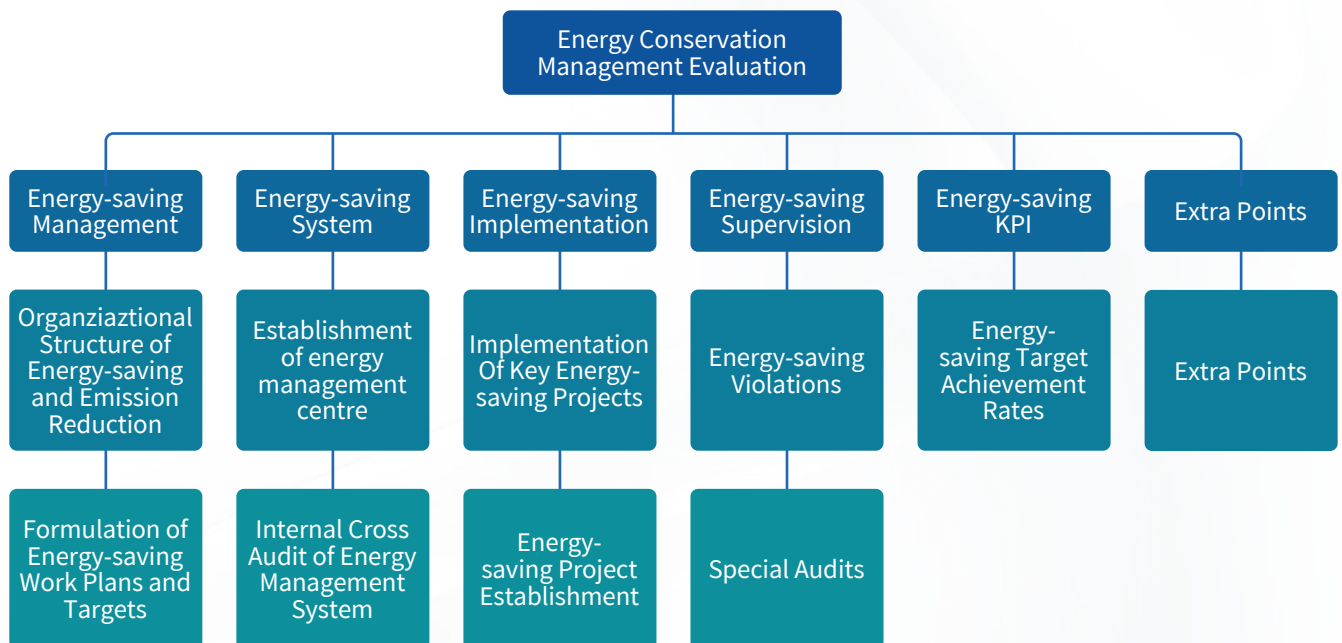 Energy Conservation
Management Evaluation
Energy-saving
Management
Energy-saving
System
Energy-saving
Implementation
Energy-saving
Supervision
Energy-saving
KPI
Extra Points
Organziaztional
Structure of
Energy-saving
and Emission
Reduction
Establishment
of energy
management
centre
Implementation
Of Key Energy-
saving Projects
Energy-saving
Violations
Energy-
saving Target
Achievement
Rates
Extra Points
Formulation of
Energy-saving
Work Plans and
Targets
Internal Cross
Audit of Energy
Management
System
Energy-
saving Project
Establishment
Special Audits